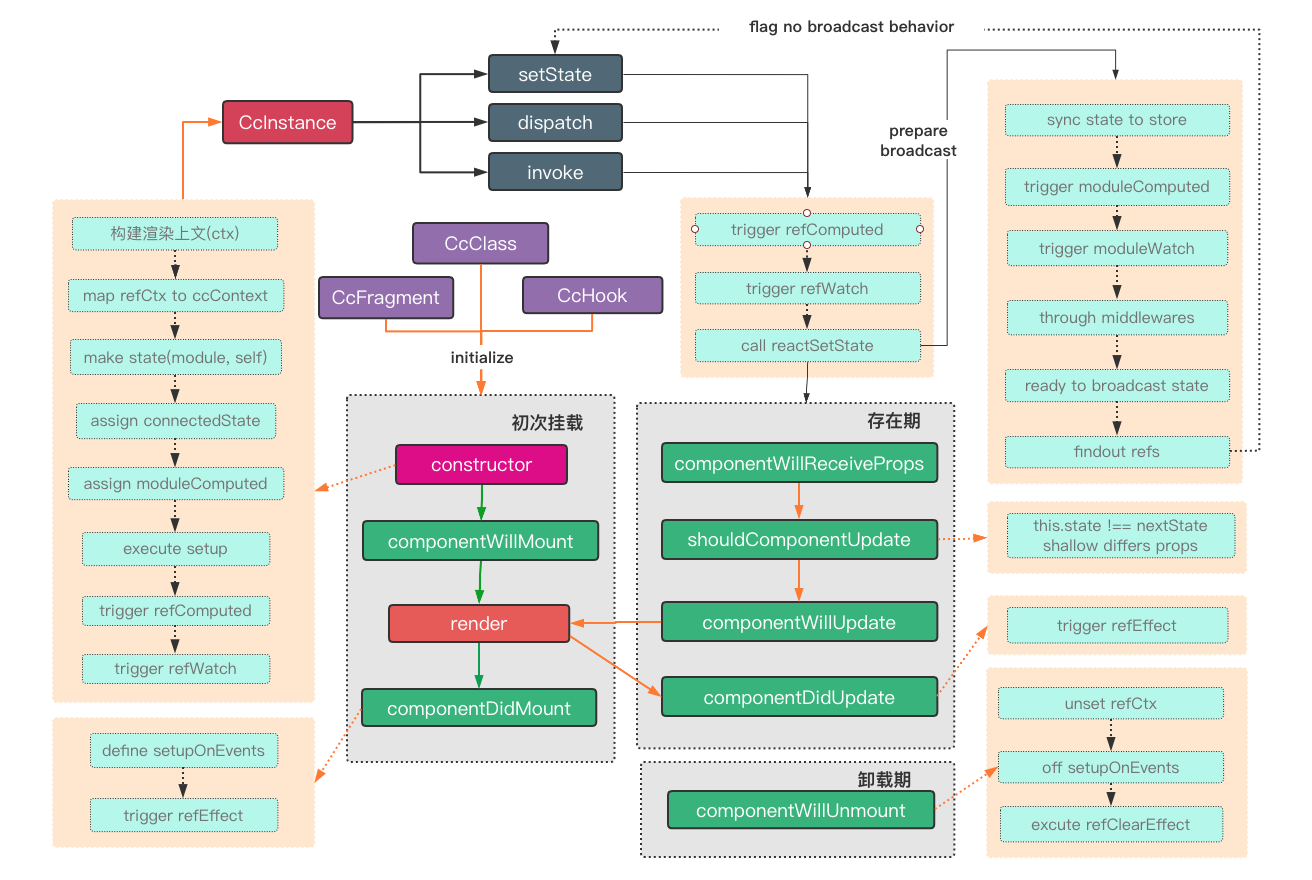 flag no broadcast behavior
setState
CcInstance
dispatch
invoke
prepare
broadcast
sync state to store
trigger moduleComputed
trigger moduleWatch
through middlewares
ready to broadcast state
findout refs
构建渲染上文(ctx)
map refCtx to ccContext
make state(module, self)
assign connectedState
assign moduleComputed
execute setup
trigger refComputed
trigger refWatch
CcClass
CcFragment
CcHook
initialize
trigger refComputed
trigger refWatch
call reactSetState
初次挂载
constructor
componentWillMount
render
componentDidMount
存在期
componentWillReceiveProps
shouldComponentUpdate
componentWillUpdate
componentDidUpdate
this.state !== nextState
shallow differs props
trigger refEffect
define setupOnEvents
trigger refEffect
卸载期
componentWillUnmount
unset refCtx
off setupOnEvents
excute refClearEffect